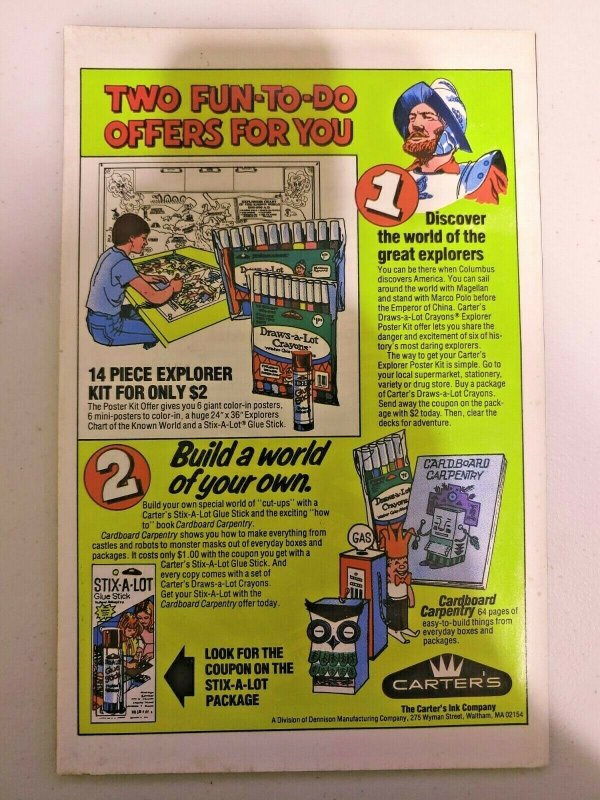 TWO FUN-TO-DO
OFFERS FOR YOU
1
Discover
the world of the
great explorers
You can be there when Columbus
discovers America. You can sail
around the world with Magellan
and stand with Marco Polo before
the Emperor of China. Carter's
Draws-a-Lot Crayons® Explorer
Poster Kit offer lets you share the
danger and excitement of six of his-
tory's most daring explorers.
The way to get your Carter's
Explorer Poster Kit is simple. Go to
your local supermarket, stationery,
variety or drug store. Buy a package
of Carter's Draws-a-Lot Crayons.
Send away the coupon on the pack-
age with $2 today. Then, clear the
decks for adventure.
Draws-a-Lot
Crayons
14 PIECE EXPLORER
KIT FOR ONLY $2
The Poster Kit Offer gives you 6 giant color-in posters,
6 mini-posters to color-in, a huge 24" x 36" Explorers
Chart of the Known World and a Stix-A-Lot® Glue Stick.
2
Build a world
of your own.
Build your own special world of "cut-ups" with a
Carter's Stix-A-Lot Glue Stick and the exciting "how
to" book Cardboard Carpentry.
Cardboard Carpentry shows you how to make everything from
castles and robots to monster masks out of everyday boxes and
packages. It costs only $1.00 with the coupon you get with a
Carter's Stix-A-Lot Glue Stick. And
every copy comes with a set of
Carter's Draws-a-Lot Crayons.
Get your Stix-A-Lot with the
Cardboard Carpentry offer today.
STIX-A-LOT
Glue Stick
LOOK FOR THE
COUPON ON THE
STIX-A-LOT
PACKAGE
GAS
CARDBOARD
CARPENTRY
Cardboard
Carpentry 64 pages of
easy-to-build things from
everyday boxes and
packages.
CARTER'S
The Carter's Ink Company
A Division of Dennison Manufacturing Company, 275 Wyman Street, Waltham, MA 02154